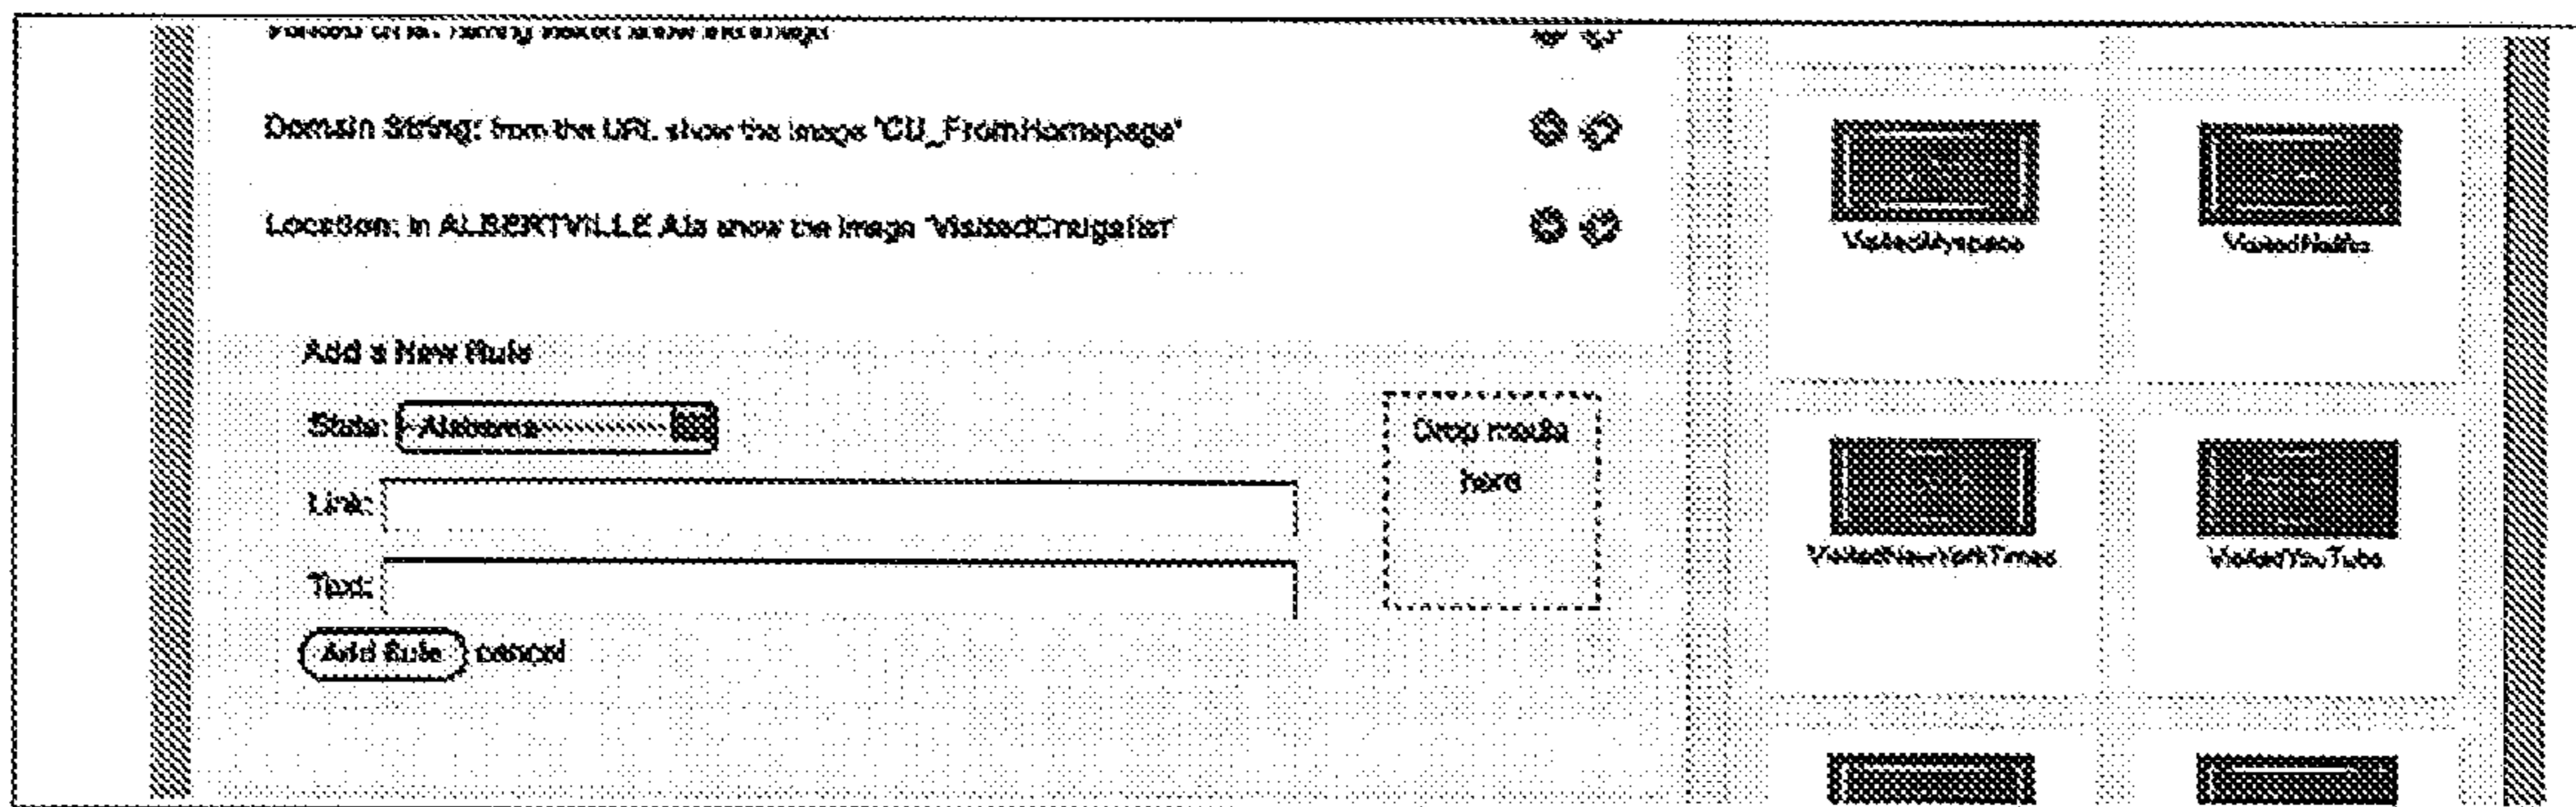 Domain String: from the URL show the image 'CU_FromHomepage'
Location: in ALBERTVILLE Ala show the image 'VisitedCraigslist'
Add a New Rule
State: Alabama
Link:
Text:
Add Rule cancel
Drop media
here
VisitedMyspace
VisitedNewYorkTimes
VisitedYouTube